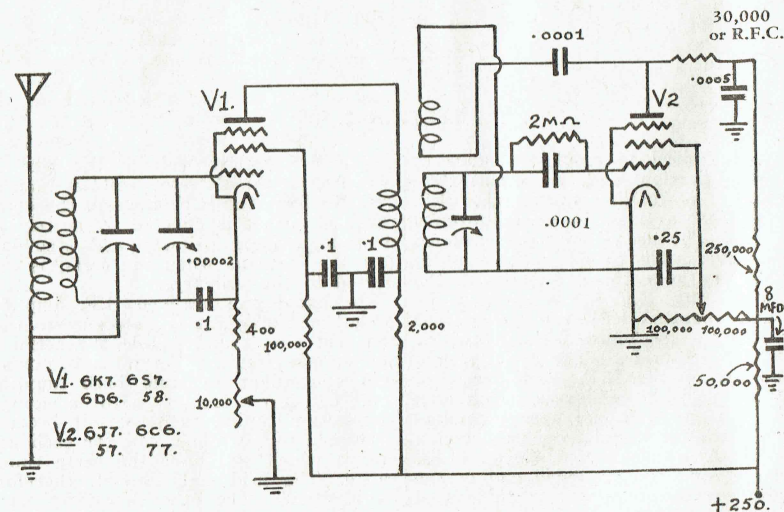 30,000
or R.F.C.
.0001
.0005
V1.
V2
2MΩ
.0001
.00002
.1
.1
.1
.25
250,000
8
MFD
400
100,000
2,000
100,000
100,000
10,000
50,000
V1. 6K7. 6S7.
6D6. 58.
V.2. 6J7. 6C6.
57. 77.
+250.